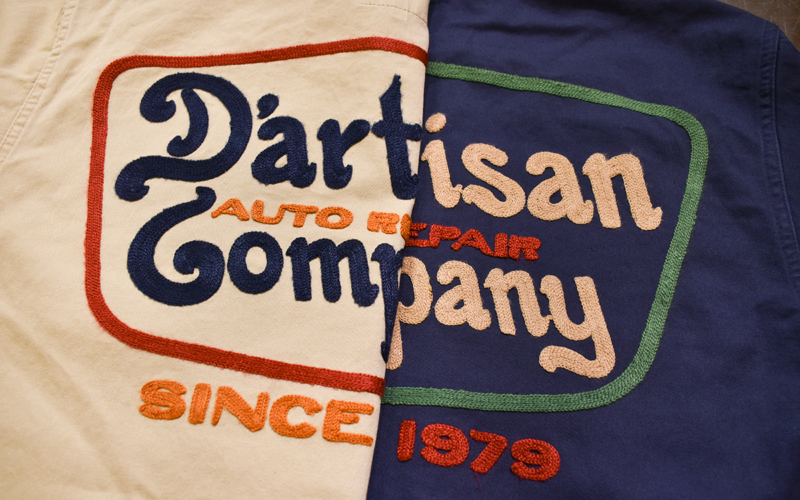 D'artisan
AUTO REPAIR
Company
SINCE 1979